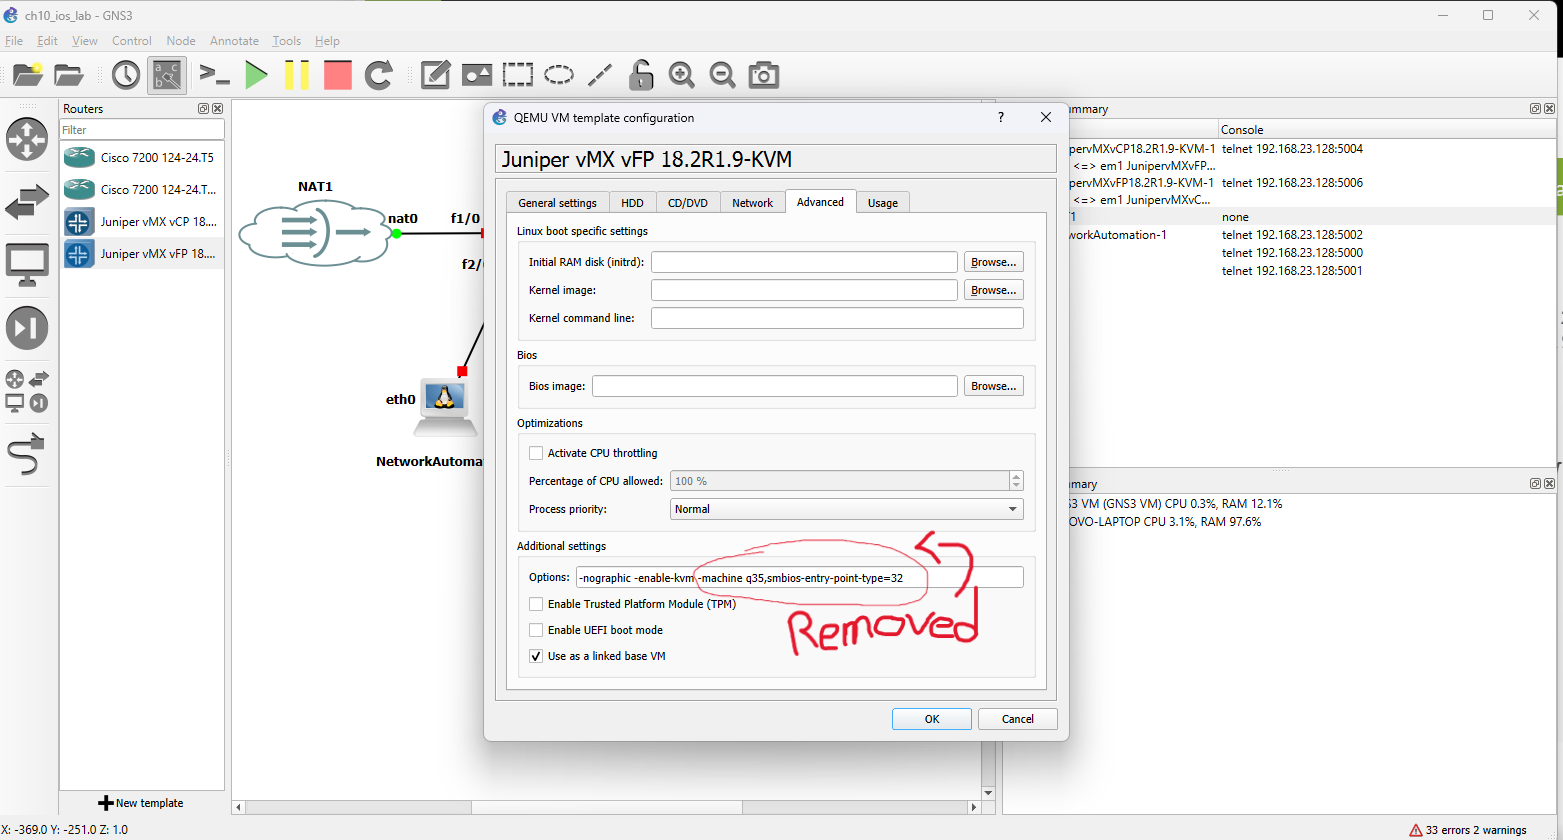 ch10_ios_lab - GNS3
File Edit View Control Node Annotate Tools Help
Routers
Filter
Cisco 7200 124-24.T5
Cisco 7200 124-24.T...
Juniper vMX vCP 18....
Juniper vMX vFP 18....
New template
NAT1
nat0
f1/0
f2/
eth0
NetworkAutoma
QEMU VM template configuration
?
Juniper vMX vFP 18.2R1.9-KVM
General settings HDD CD/DVD Network Advanced Usage
Linux boot specific settings
Initial RAM disk (initrd): Browse...
Kernel image: Browse...
Kernel command line:
Bios
Bios image: Browse...
Optimizations
Activate CPU throttling
Percentage of CPU allowed: 100 %
Process priority: Normal
Additional settings
Options: -nographic -enable-kvm -machine q35,smbios-entry-point-type=32
Enable Trusted Platform Module (TPM)
Enable UEFI boot mode
Use as a linked base VM
Removed
OK Cancel
ummary
Console
pervMXvCP18.2R1.9-KVM-1 telnet 192.168.23.128:5004
<=> em1 JunipervMXvFP...
pervMXvFP18.2R1.9-KVM-1 telnet 192.168.23.128:5006
<=> em1 JunipervMXvC...
1 none
workAutomation-1 telnet 192.168.23.128:5002
telnet 192.168.23.128:5000
telnet 192.168.23.128:5001
mmary
S3 VM (GNS3 VM) CPU 0.3%, RAM 12.1%
OVO-LAPTOP CPU 3.1%, RAM 97.6%
X: -369.0 Y: -251.0 Z: 1.0
33 errors 2 warnings